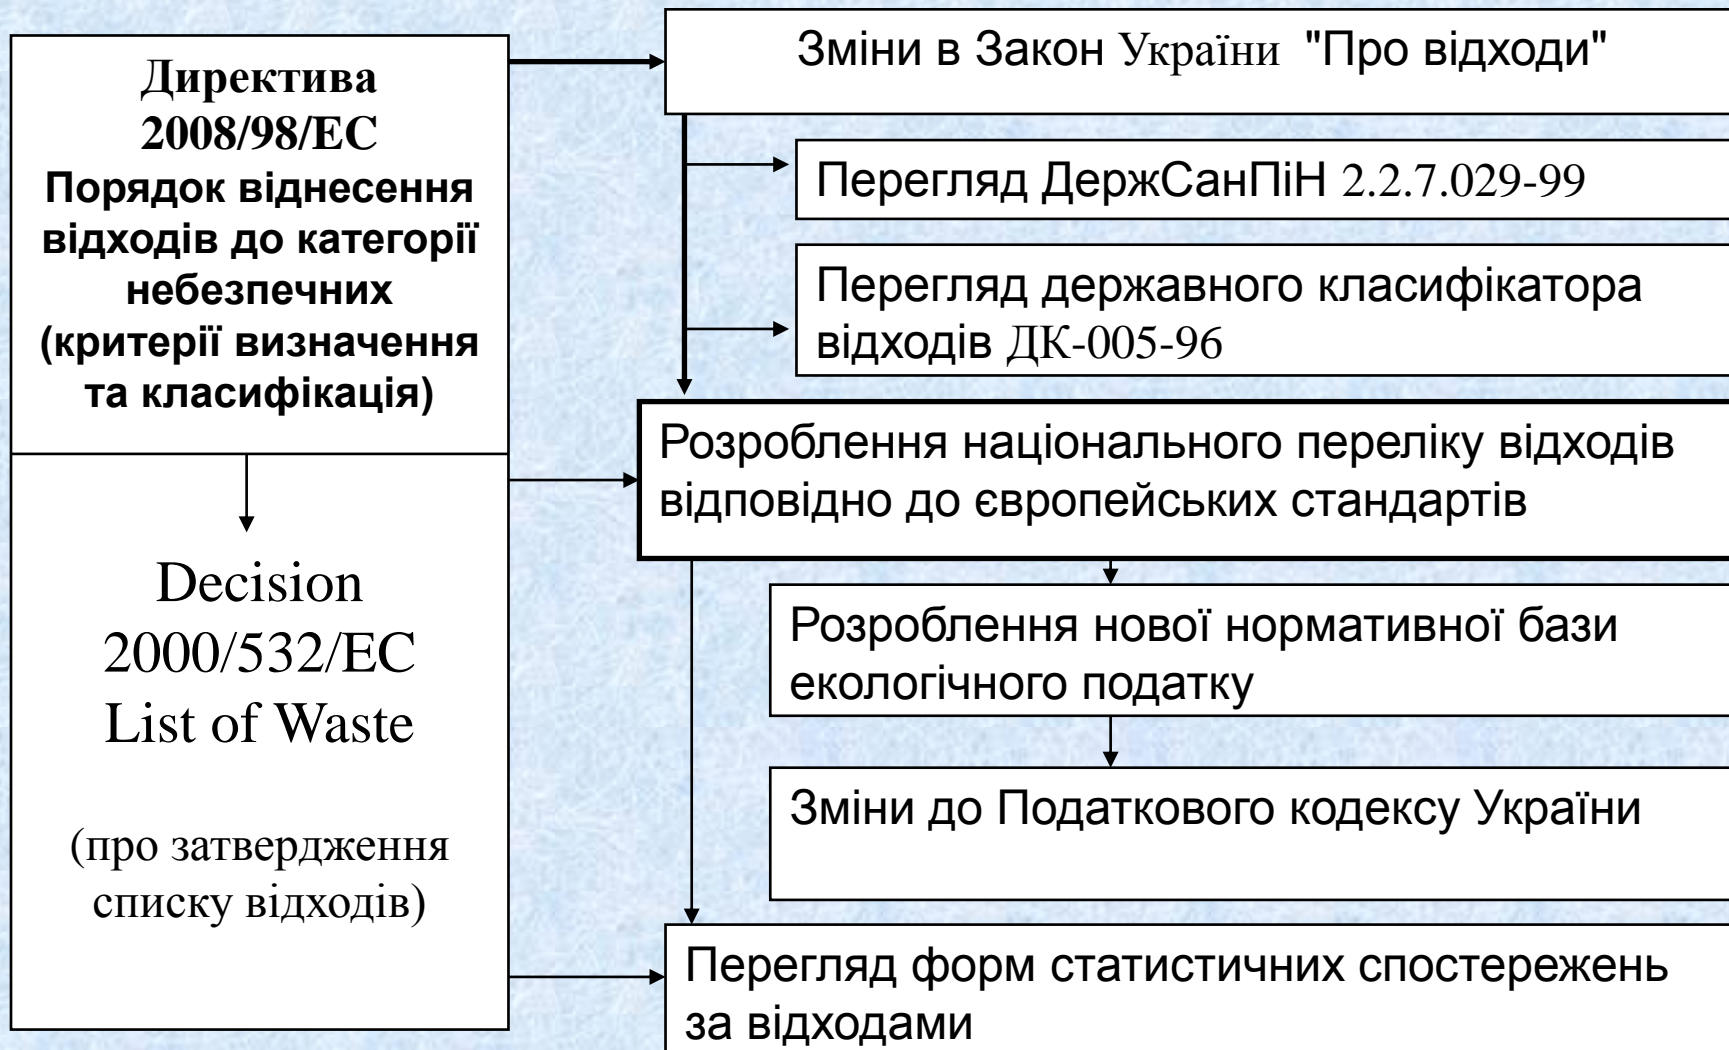 Директива
2008/98/ЕС
Порядок віднесення
відходів до категорії
небезпечних
(критерії визначення
та класифікація)
Decision
2000/532/EC
List of Waste
(про затвердження
списку відходів)
Зміни в Закон України "Про відходи"
Перегляд ДержСанПіН 2.2.7.029-99
Перегляд державного класифікатора
відходів ДК-005-96
Розроблення національного переліку відходів
відповідно до європейських стандартів
Розроблення нової нормативної бази
екологічного податку
Зміни до Податкового кодексу України
Перегляд форм статистичних спостережень
за відходами